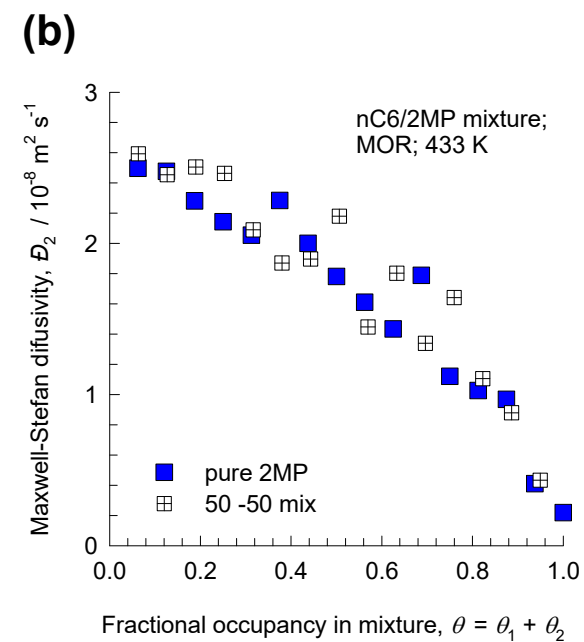 (b)
Maxwell-Stefan difusivity, Đ₂ / 10⁻⁸ m² s⁻¹
3
2
1
0
nC6/2MP mixture;
MOR; 433 K
pure 2MP
50 -50 mix
0.0 0.2 0.4 0.6 0.8 1.0
Fractional occupancy in mixture, θ = θ₁ + θ₂